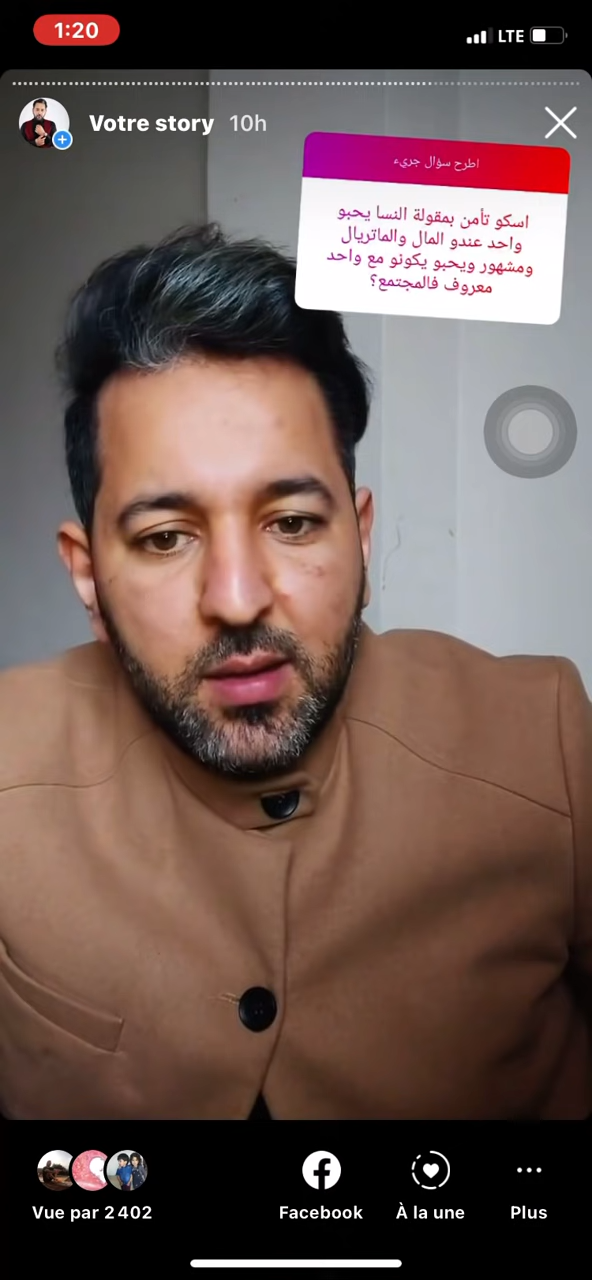 1:20
LTE
Votre story 10h
اطرح سؤال جريء
اسكو تأمن بمقولة النسا يحبو
واحد عندو المال والماتريال
ومشهور ويحبو يكونو مع واحد
معروف فالمجتمع؟
Vue par 2 402
Facebook
À la une
Plus